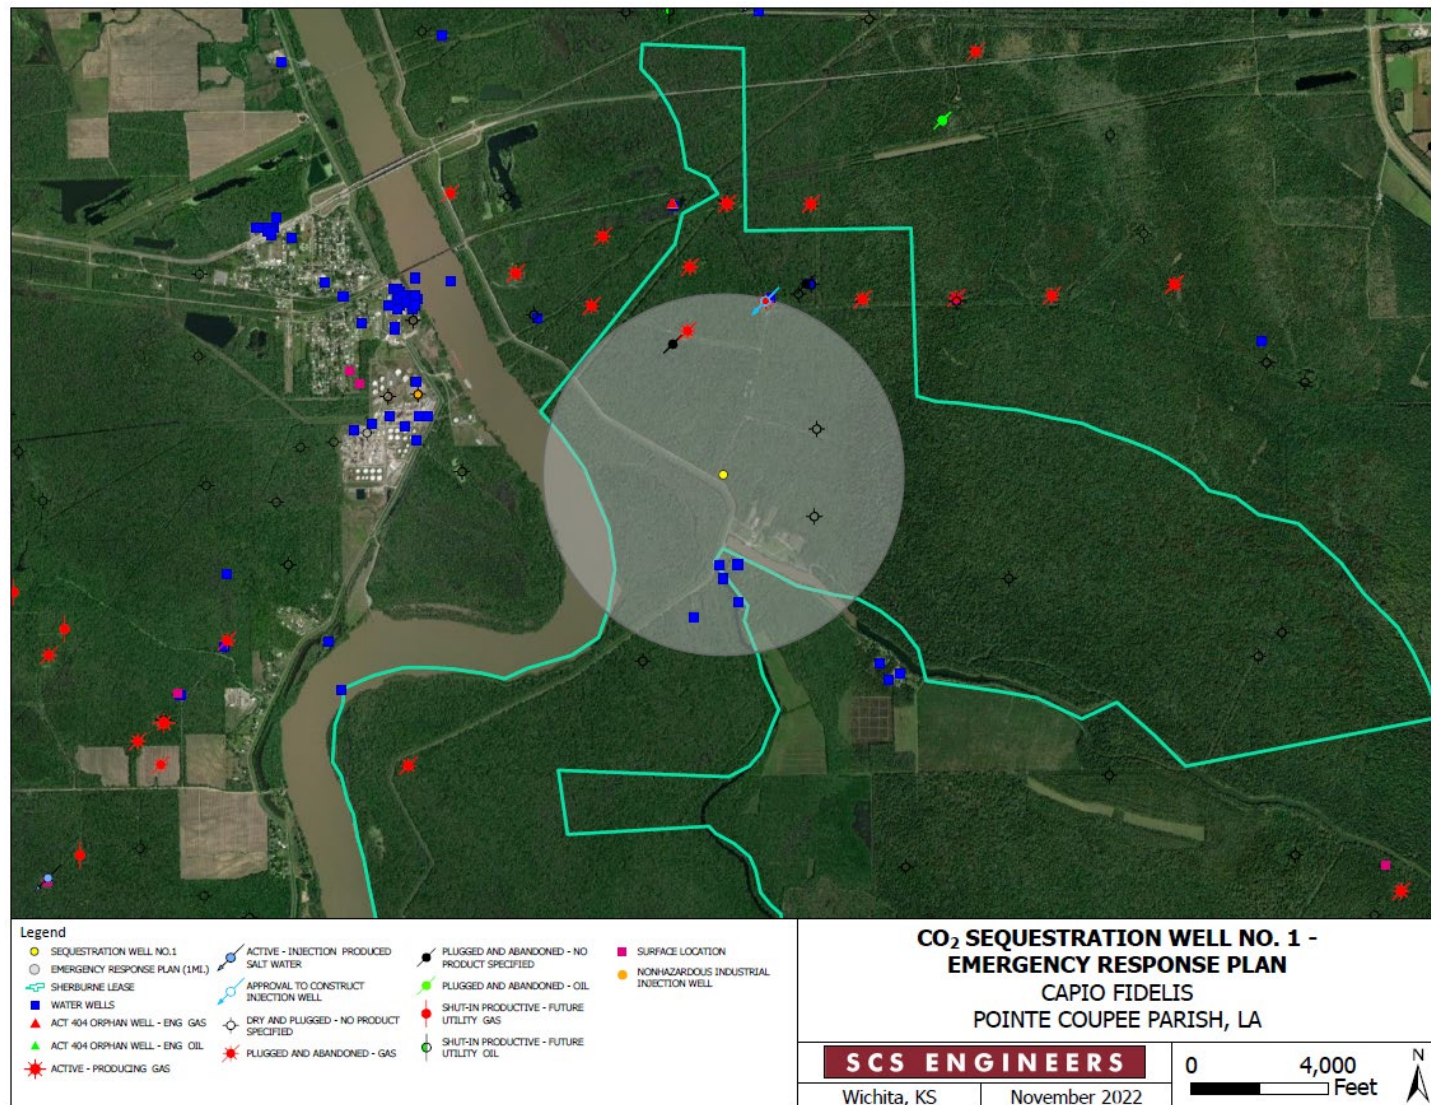 Legend
SEQUESTRATION WELL NO.1
EMERGENCY RESPONSE PLAN (1MI.)
SHERBURNE LEASE
WATER WELLS
ACT 404 ORPHAN WELL - ENG GAS
ACT 404 ORPHAN WELL - ENG OIL
ACTIVE - PRODUCING GAS
ACTIVE - INJECTION PRODUCED
SALT WATER
APPROVAL TO CONSTRUCT
INJECTION WELL
DRY AND PLUGGED - NO PRODUCT
SPECIFIED
PLUGGED AND ABANDONED - GAS
PLUGGED AND ABANDONED - NO
PRODUCT SPECIFIED
PLUGGED AND ABANDONED - OIL
SHUT-IN PRODUCTIVE - FUTURE
UTILITY GAS
SHUT-IN PRODUCTIVE - FUTURE
UTILITY OIL
SURFACE LOCATION
NONHAZARDOUS INDUSTRIAL
INJECTION WELL
CO₂ SEQUESTRATION WELL NO. 1 -
EMERGENCY RESPONSE PLAN
CAPIO FIDELIS
POINTE COUPEE PARISH, LA
SCS ENGINEERS
Wichita, KS
November 2022
0 4,000
Feet
N